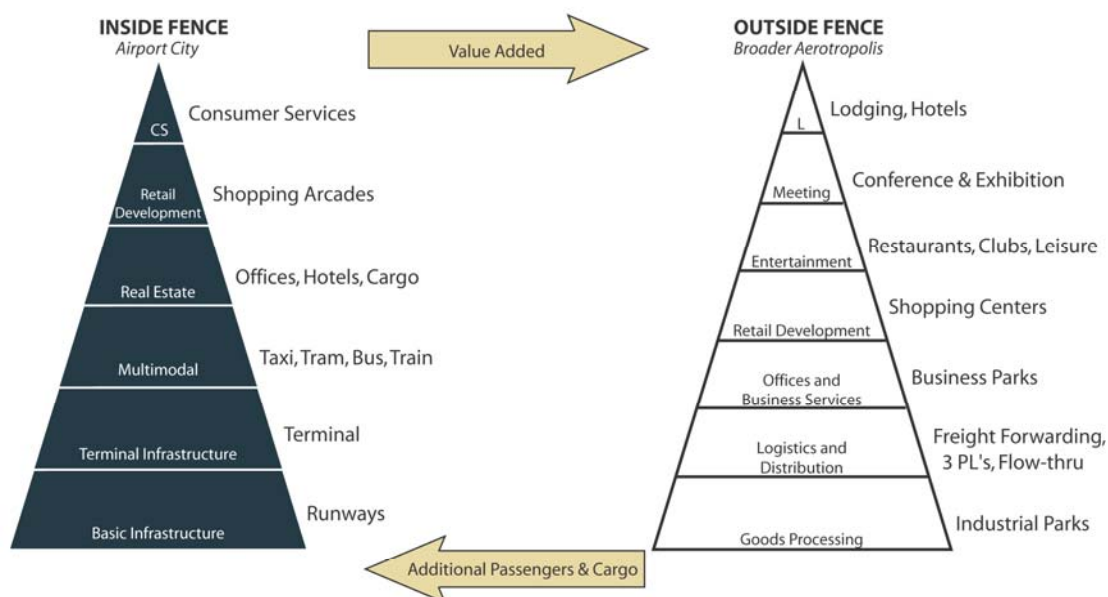 INSIDE FENCE
Airport City
Value Added
OUTSIDE FENCE
Broader Aerotropolis
CS
Consumer Services
Retail
Development
Shopping Arcades
Real Estate
Offices, Hotels, Cargo
Multimodal
Taxi, Tram, Bus, Train
Terminal Infrastructure
Terminal
Basic Infrastructure
Runways
L
Lodging, Hotels
Meeting
Conference & Exhibition
Entertainment
Restaurants, Clubs, Leisure
Retail Development
Shopping Centers
Offices and
Business Services
Business Parks
Logistics and
Distribution
Freight Forwarding,
3 PL's, Flow-thru
Goods Processing
Industrial Parks
Additional Passengers & Cargo